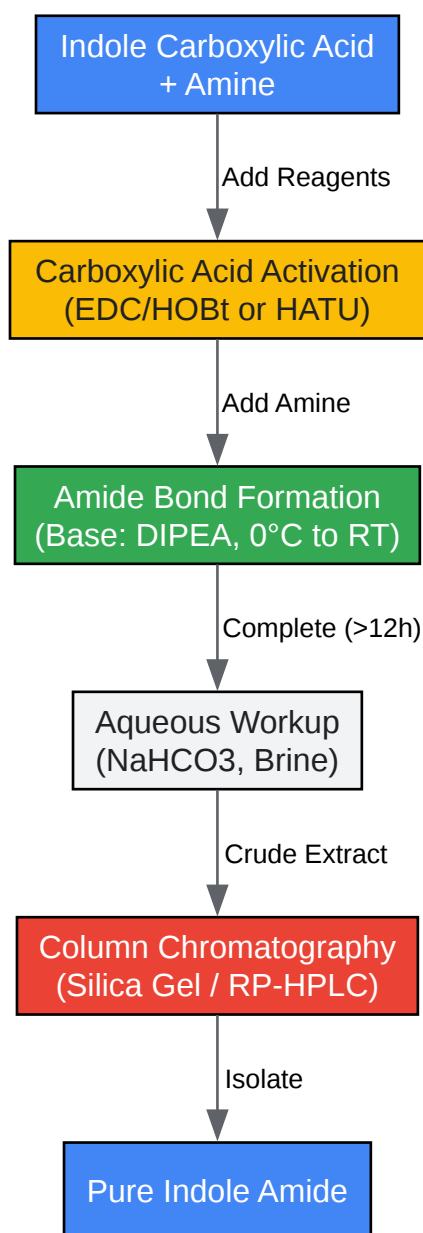 Indole Carboxylic Acid
+ Amine
Add Reagents
Carboxylic Acid Activation
(EDC/HOBt or HATU)
Add Amine
Amide Bond Formation
(Base: DIPEA, 0°C to RT)
Complete (>12h)
Aqueous Workup
(NaHCO3, Brine)
Crude Extract
Column Chromatography
(Silica Gel / RP-HPLC)
Isolate
Pure Indole Amide